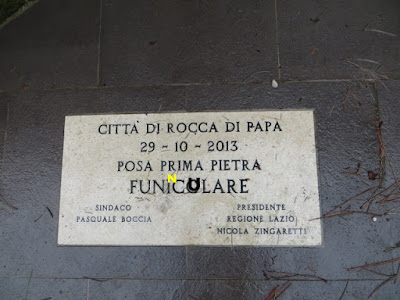 CITTÀ DI ROCCA DI PAPA
29 - 10 - 2013
POSA PRIMA PIETRA
FUNICULARE
N U
SINDACO
PASQUALE BOCCIA
PRESIDENTE
REGIONE LAZIO
NICOLA ZINGARETTI